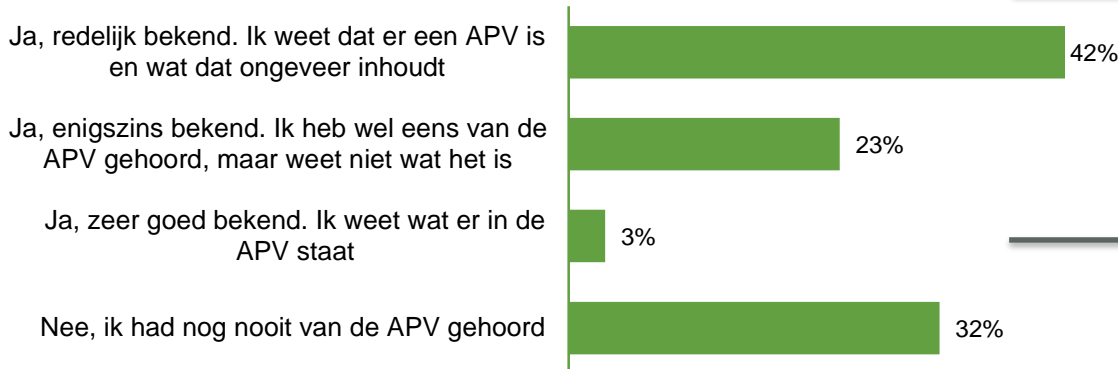 Ja, redelijk bekend. Ik weet dat er een APV is
en wat dat ongeveer inhoudt
42%
Ja, enigszins bekend. Ik heb wel eens van de
APV gehoord, maar weet niet wat het is
23%
Ja, zeer goed bekend. Ik weet wat er in de
APV staat
3%
Nee, ik had nog nooit van de APV gehoord
32%